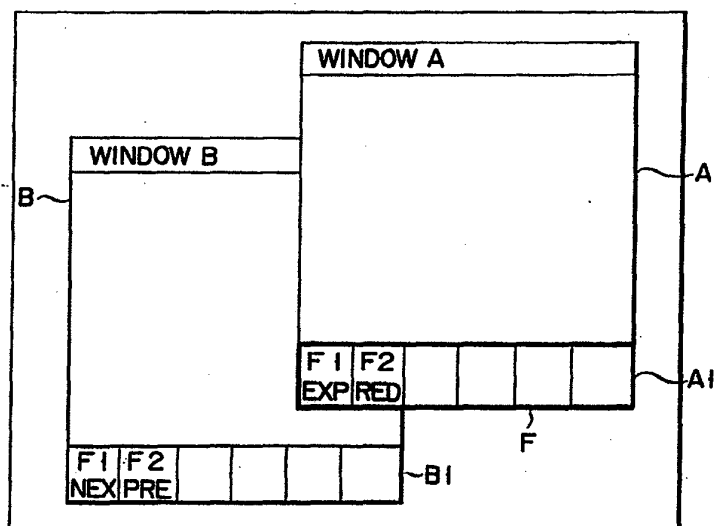 WINDOW A
WINDOW B
A
B
F1 F2
EXP RED
A1
F
F1 F2
NEX PRE
B1